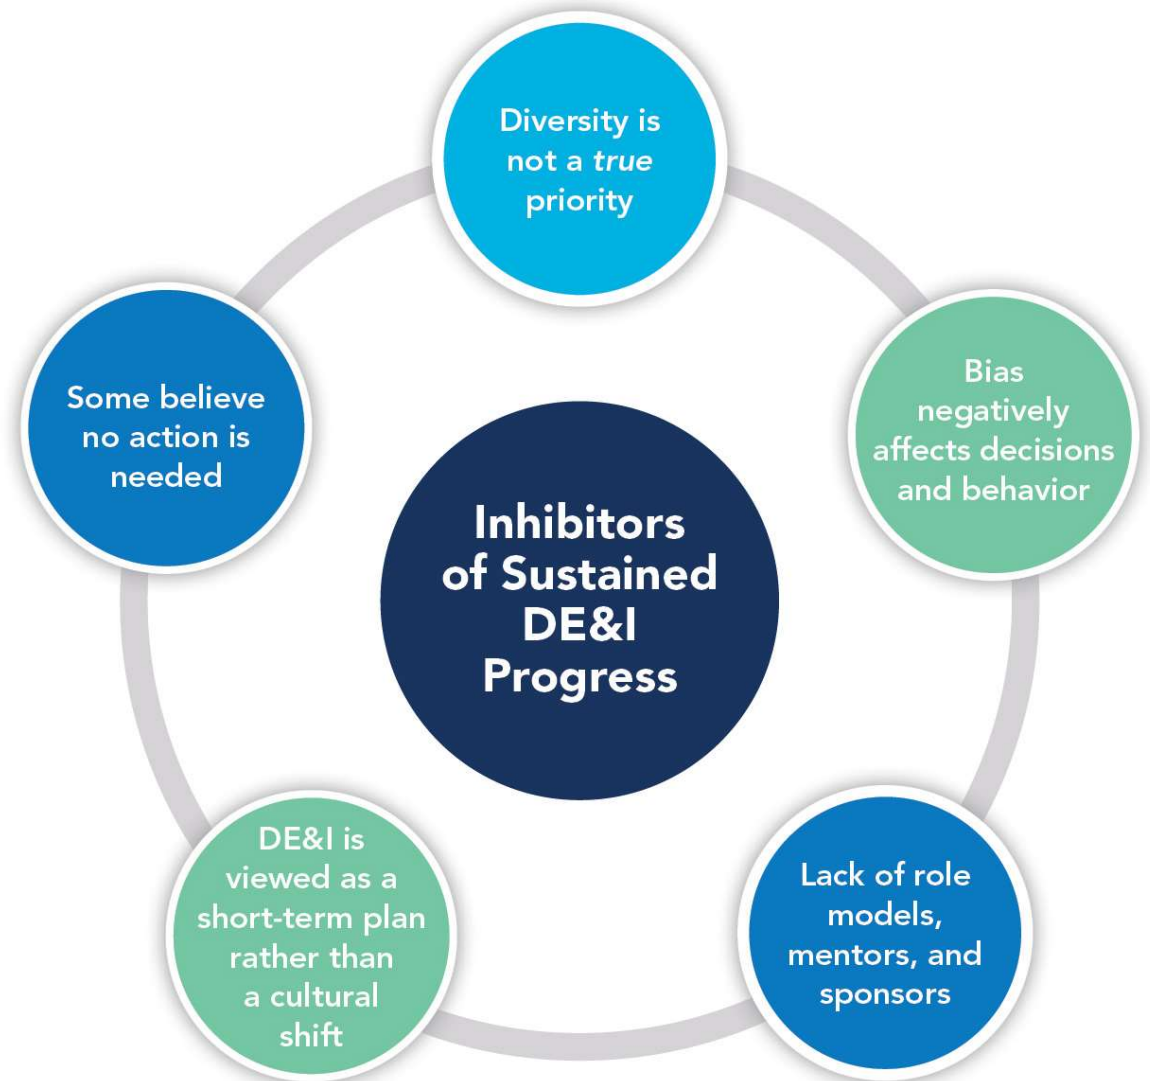 Diversity is
not a true
priority
Bias
negatively
affects decisions
and behavior
Some believe
no action is
needed
Inhibitors
of Sustained
DE&I
Progress
Lack of role
models,
mentors, and
sponsors
DE&I is
viewed as a
short-term plan
rather than
a cultural
shift